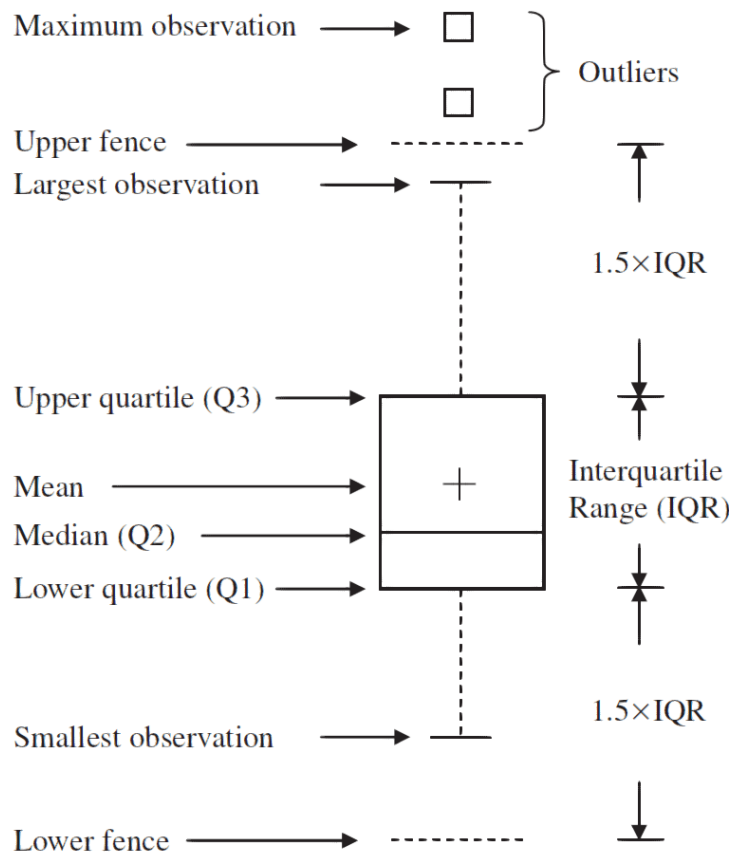 Maximum observation
Outliers
Upper fence
Largest observation
1.5×IQR
Upper quartile (Q3)
Interquartile
Range (IQR)
Mean
Median (Q2)
Lower quartile (Q1)
1.5×IQR
Smallest observation
Lower fence